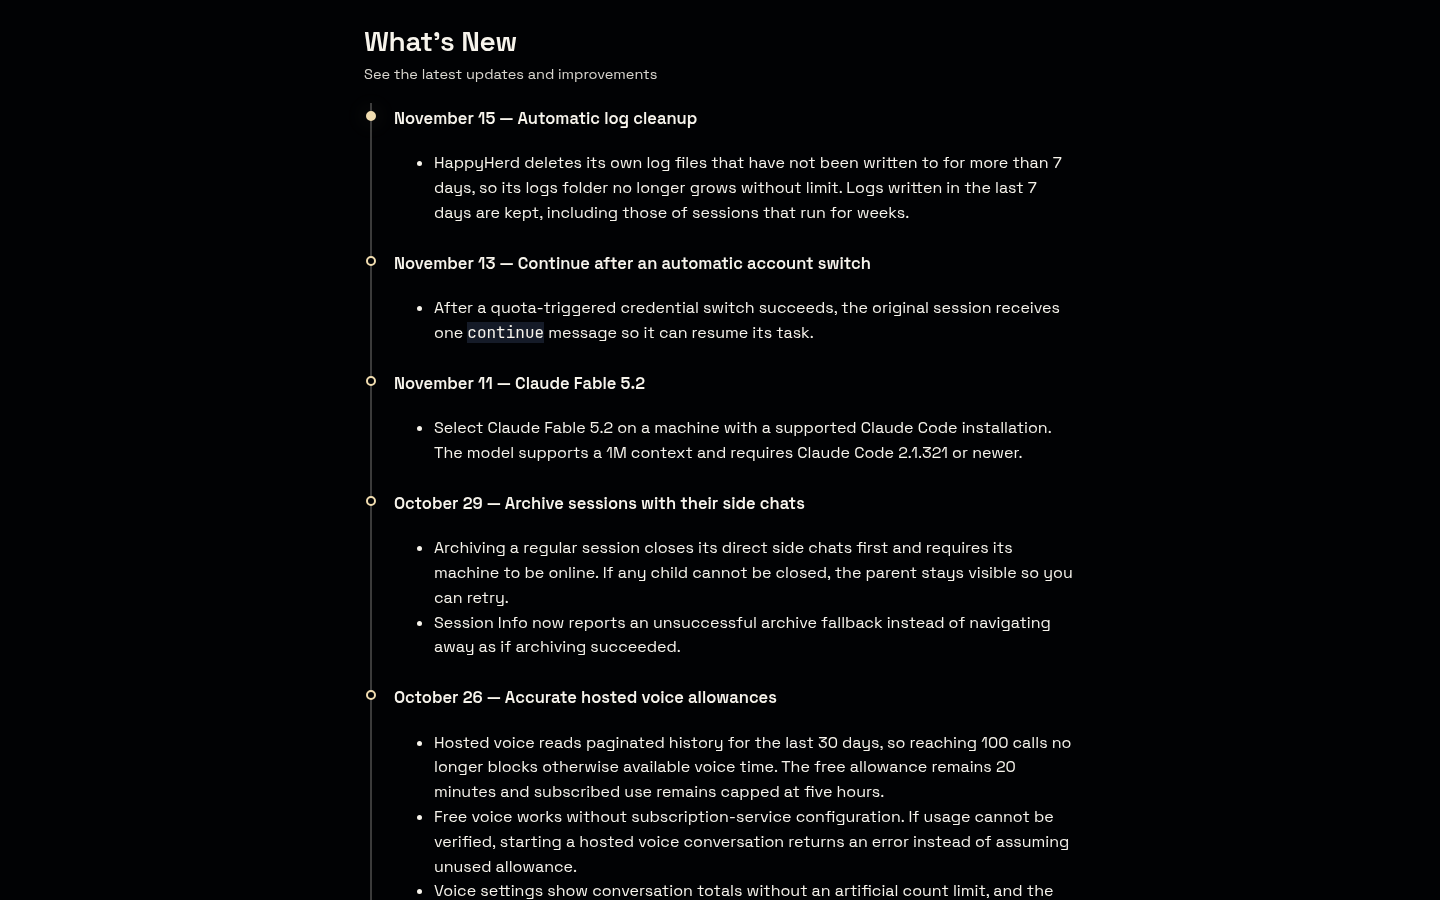 What's New
See the latest updates and improvements
November 15 — Automatic log cleanup
• HappyHerd deletes its own log files that have not been written to for more than 7
days, so its logs folder no longer grows without limit. Logs written in the last 7
days are kept, including those of sessions that run for weeks.
November 13 — Continue after an automatic account switch
• After a quota-triggered credential switch succeeds, the original session receives
one continue message so it can resume its task.
November 11 — Claude Fable 5.2
• Select Claude Fable 5.2 on a machine with a supported Claude Code installation.
The model supports a 1M context and requires Claude Code 2.1.321 or newer.
October 29 — Archive sessions with their side chats
• Archiving a regular session closes its direct side chats first and requires its
machine to be online. If any child cannot be closed, the parent stays visible so you
can retry.
• Session Info now reports an unsuccessful archive fallback instead of navigating
away as if archiving succeeded.
October 26 — Accurate hosted voice allowances
• Hosted voice reads paginated history for the last 30 days, so reaching 100 calls no
longer blocks otherwise available voice time. The free allowance remains 20
minutes and subscribed use remains capped at five hours.
• Free voice works without subscription-service configuration. If usage cannot be
verified, starting a hosted voice conversation returns an error instead of assuming
unused allowance.
• Voice settings show conversation totals without an artificial count limit, and the